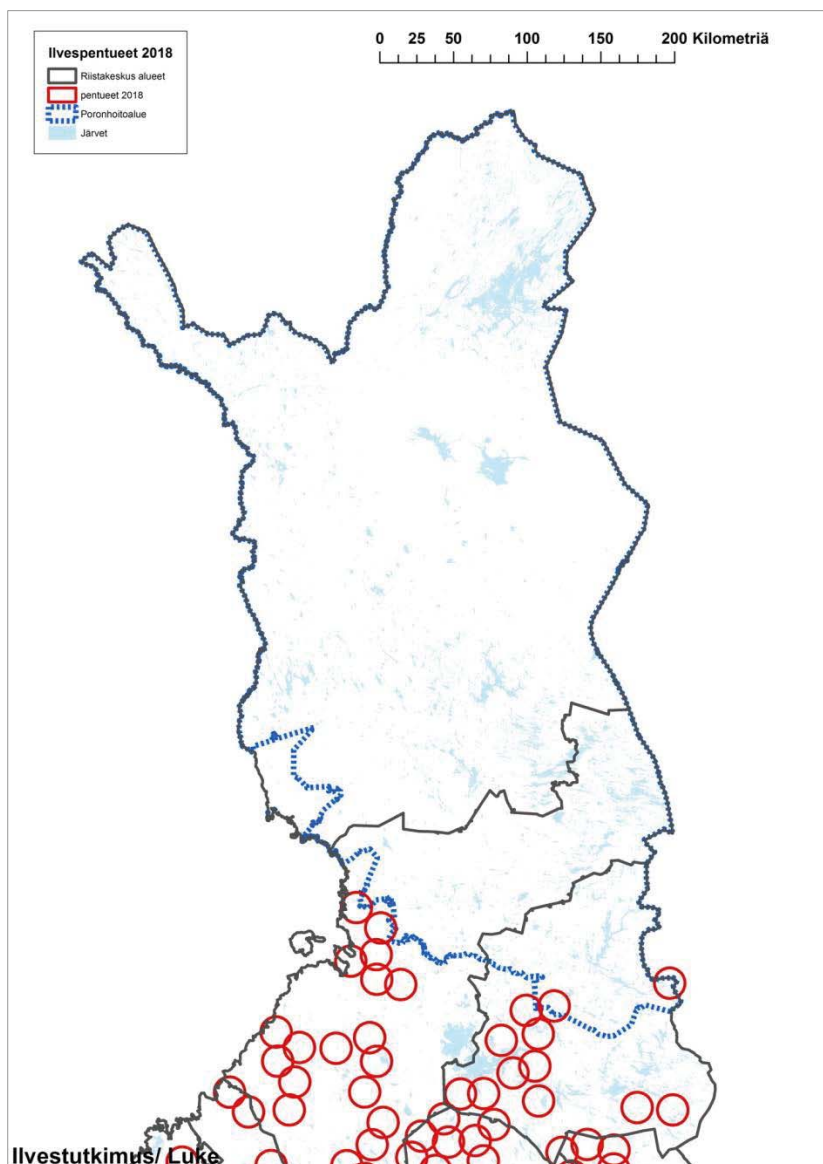 Ilvespentueet 2018
Riistakeskus alueet
pentueet 2018
Poronhoitoalue
Järvet
0 25 50 100 150 200 Kilometriä
Ilvestutkimus/ Luke